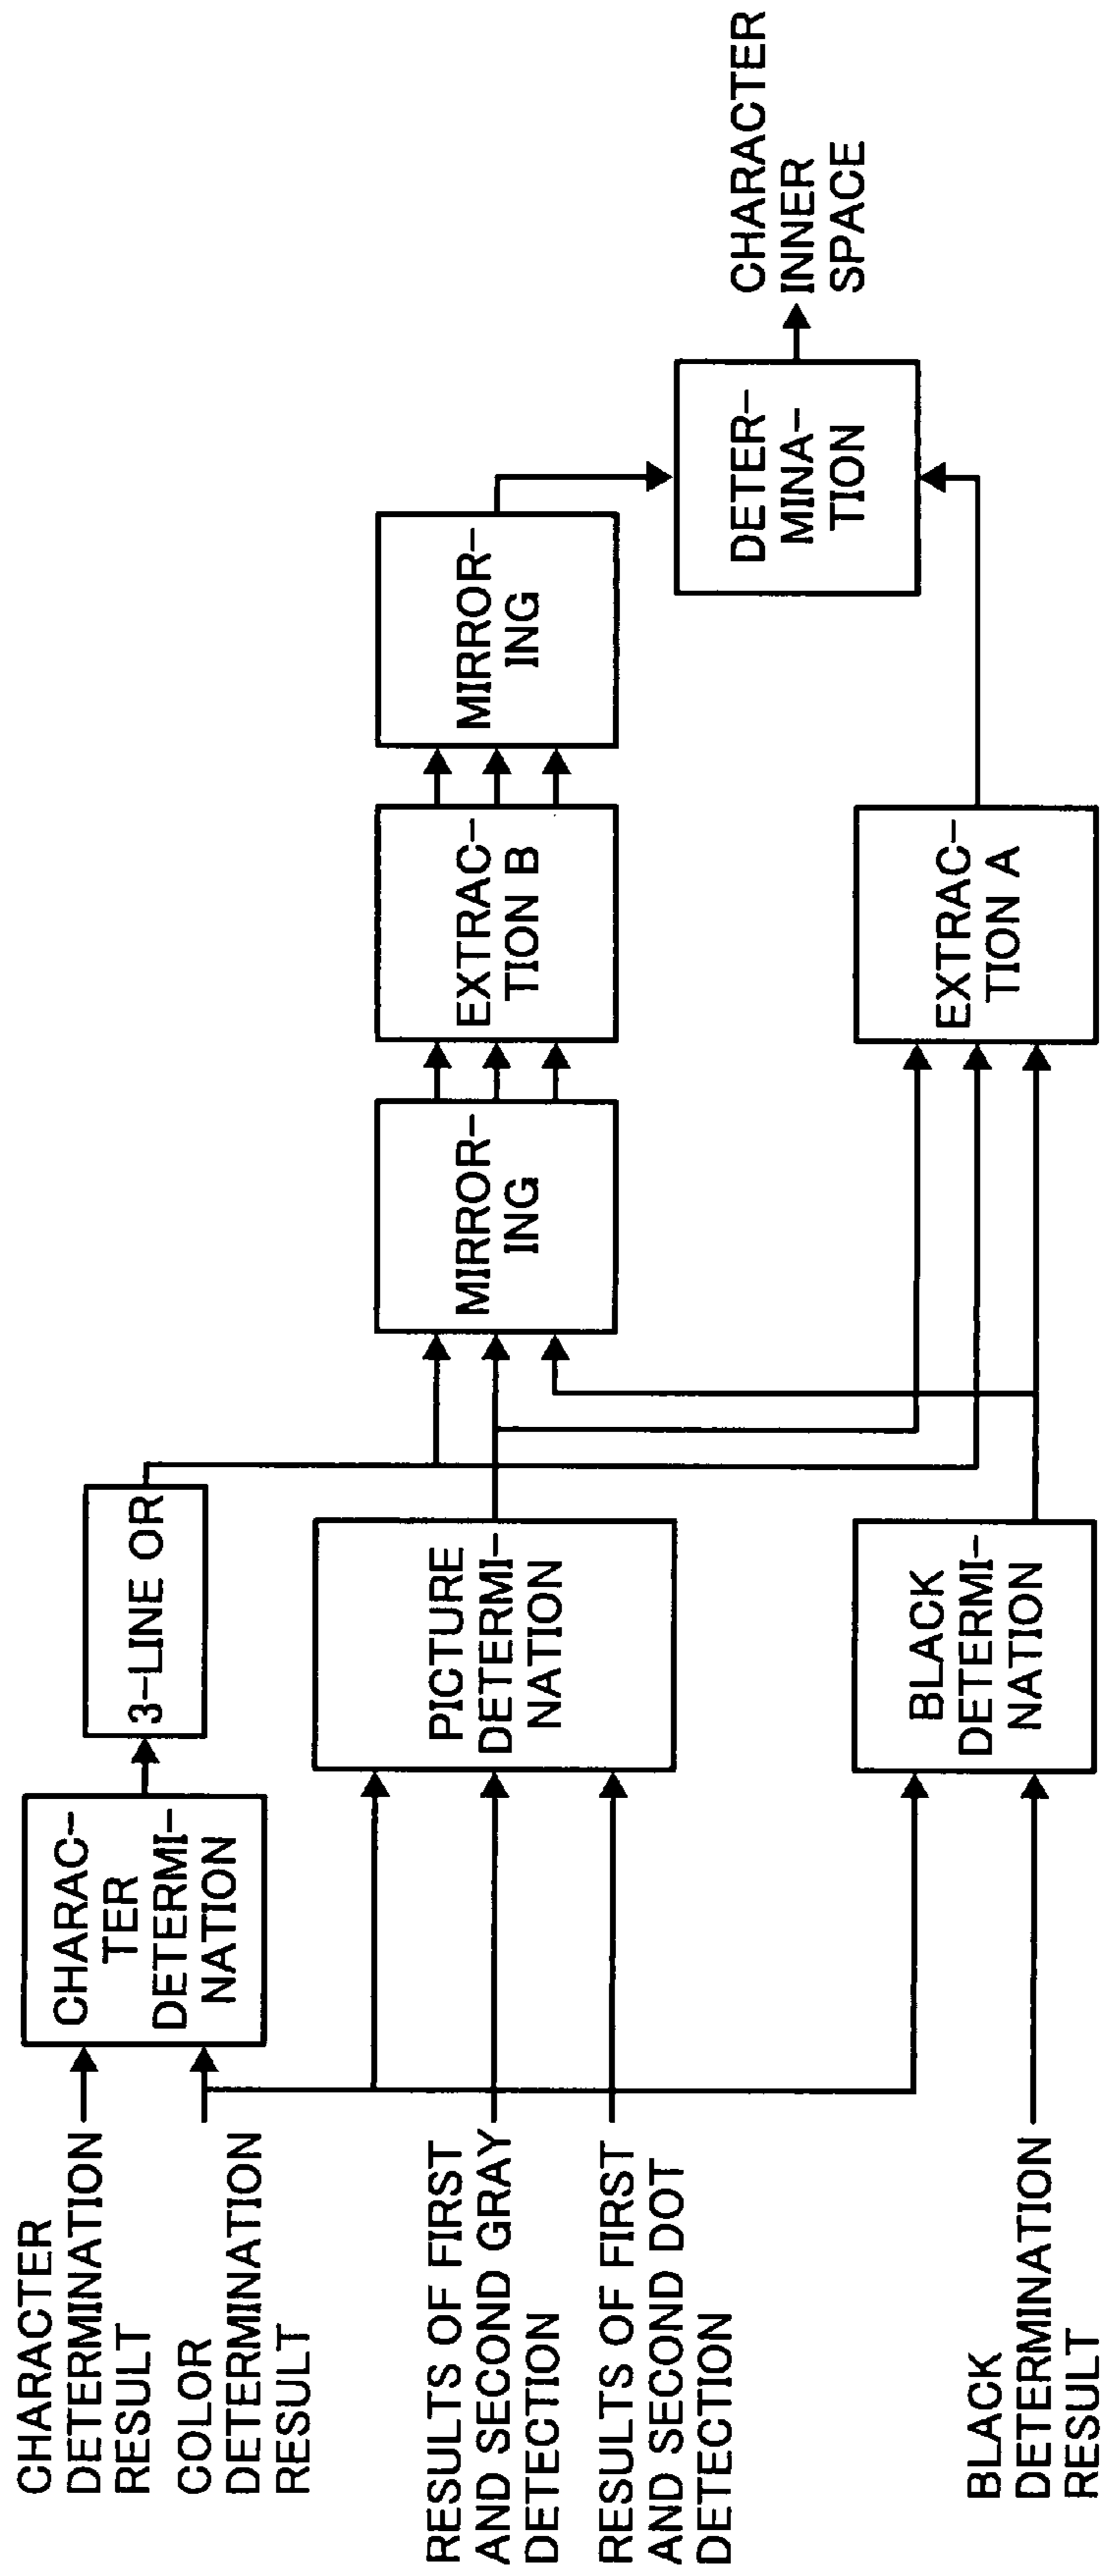 CHARACTER
DETERMINATION
RESULT
COLOR
DETERMINATION
RESULT
RESULTS OF FIRST
AND SECOND GRAY
DETECTION
RESULTS OF FIRST
AND SECOND DOT
DETECTION
BLACK
DETERMINATION
RESULT
CHARAC-
TER
DETERMI-
NATION
3-LINE OR
PICTURE
DETERMI-
NATION
BLACK
DETERMI-
NATION
MIRROR-
ING
EXTRAC-
TION B
MIRROR-
ING
EXTRAC-
TION A
DETER-
MINA-
TION
CHARACTER
INNER
SPACE